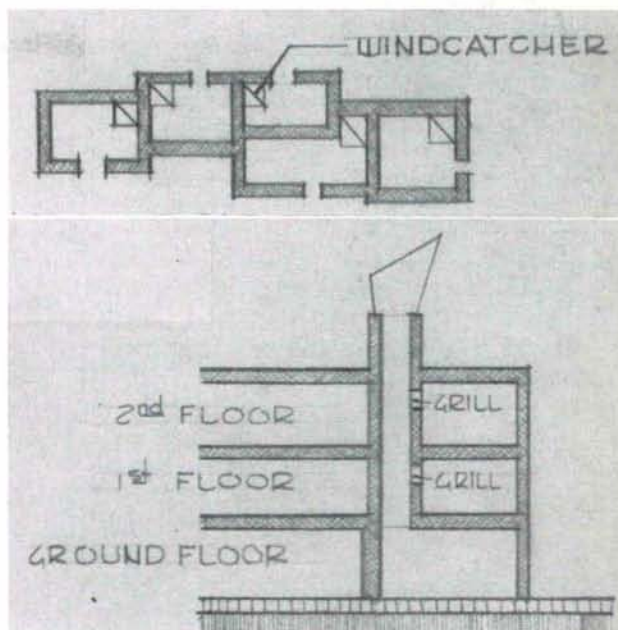 WINDCATCHER
2nd FLOOR
GRILL
1st FLOOR
GRILL
GROUND FLOOR